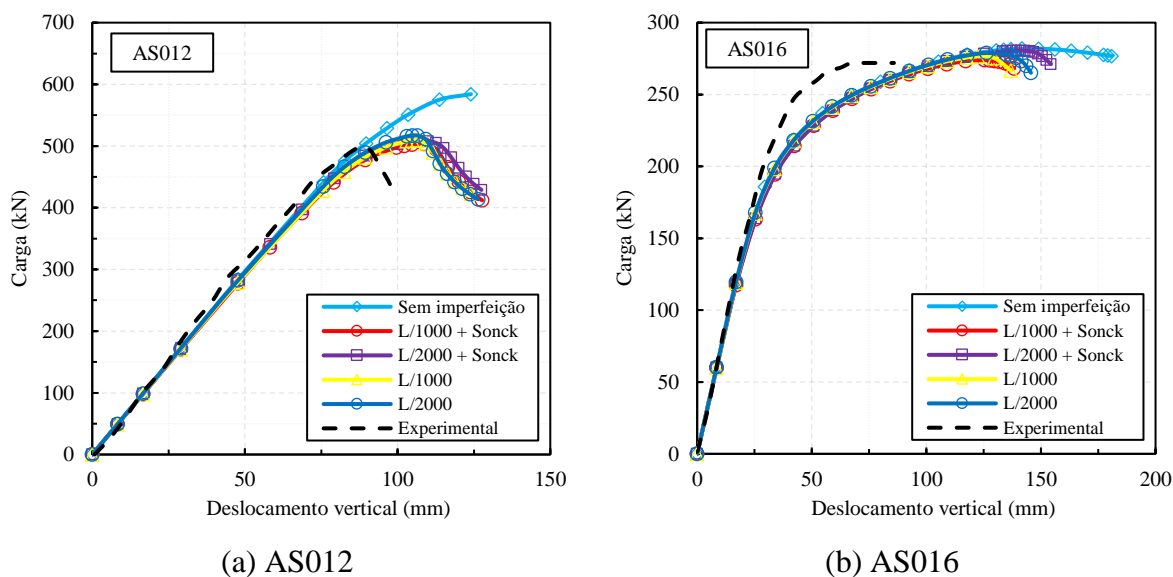 700
600
500
400
300
200
100
0
Carga (kN)
AS012
Sem imperfeição
L/1000 + Sonck
L/2000 + Sonck
L/1000
L/2000
Experimental
0 50 100 150
Deslocamento vertical (mm)
(a) AS012
300
250
200
150
100
50
0
Carga (kN)
AS016
Sem imperfeição
L/1000 + Sonck
L/2000 + Sonck
L/1000
L/2000
Experimental
0 50 100 150 200
Deslocamento vertical (mm)
(b) AS016